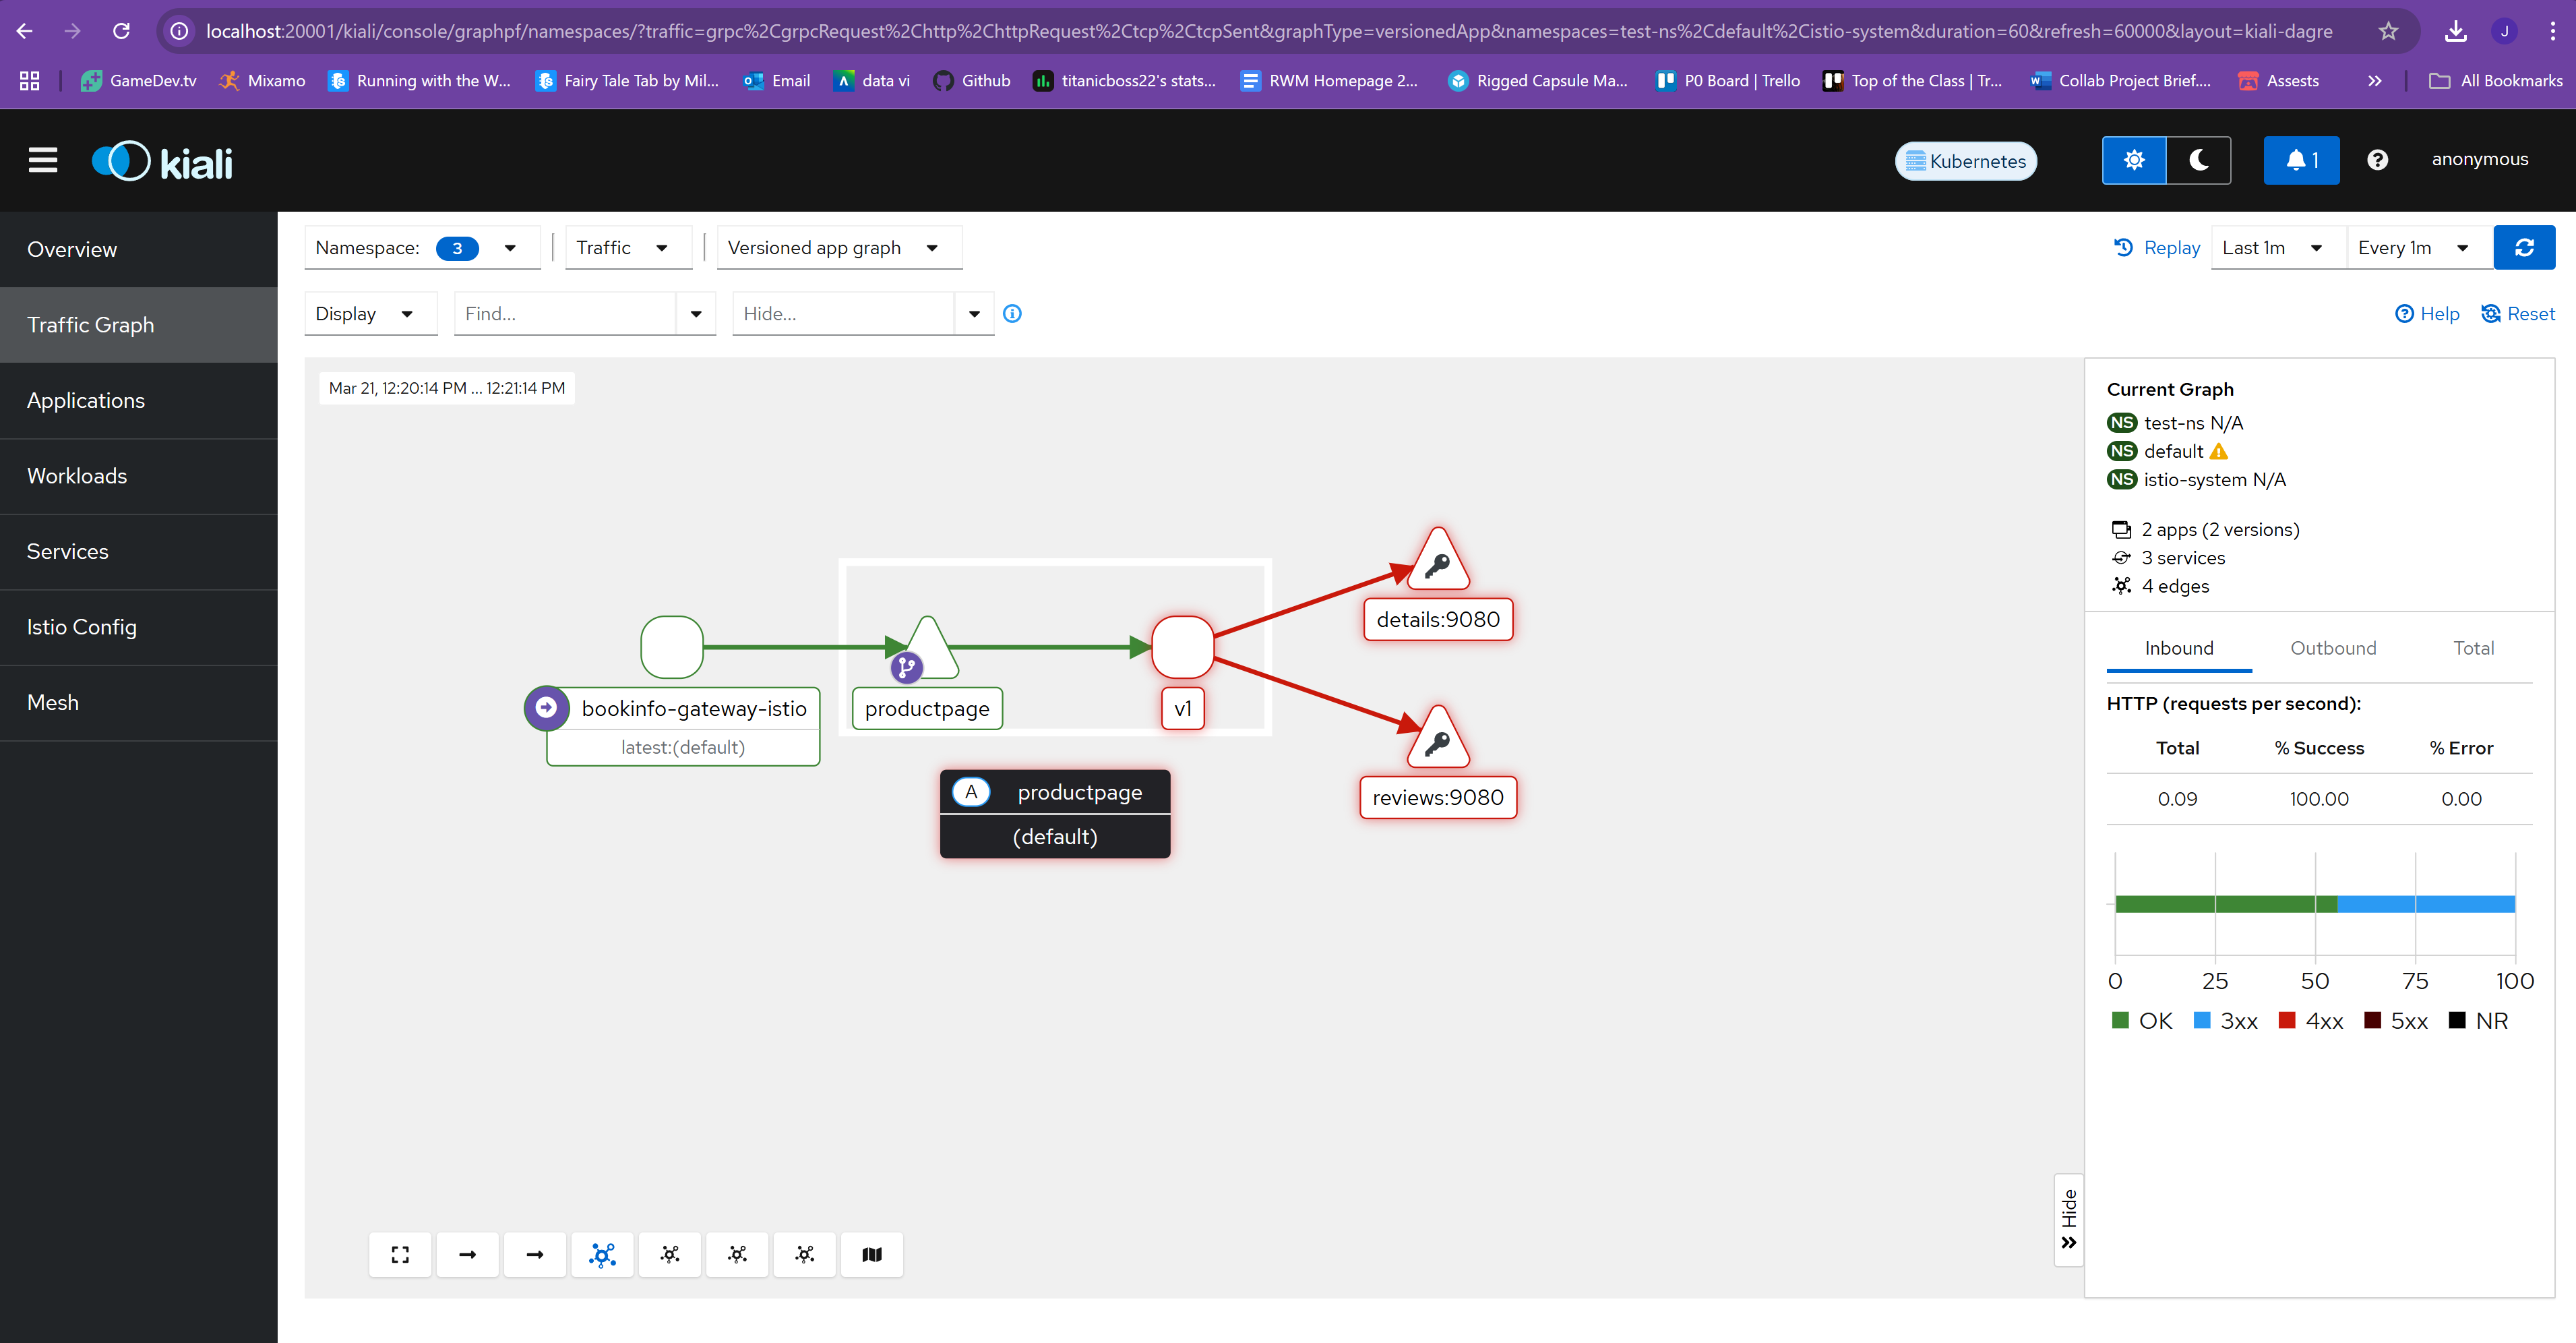 localhost:20001/kiali/console/graphpf/namespaces/?traffic=grpc%2CgrpcRequest%2Chttp%2ChttpRequest%2Ctcp%2CtcpSent&graphType=versionedApp&namespaces=test-ns%2Cdefault%2Cistio-system&duration=60&refresh=60000&layout=kiali-dagre
J
GameDev.tv
Mixamo
Running with the W...
Fairy Tale Tab by Mil...
Email
data vi
Github
titanicboss22's stats...
RWM Homepage 2...
Rigged Capsule Ma...
P0 Board | Trello
Top of the Class | Tr...
Collab Project Brief....
Assests
All Bookmarks
kiali
Kubernetes
1
anonymous
Overview
Traffic Graph
Applications
Workloads
Services
Istio Config
Mesh
Namespace: 3
Traffic
Versioned app graph
Replay
Last 1m
Every 1m
Display
Find...
Hide...
Help
Reset
Mar 21, 12:20:14 PM ... 12:21:14 PM
bookinfo-gateway-istio
latest:(default)
productpage
v1
details:9080
reviews:9080
A productpage
(default)
Hide
Current Graph
NS test-ns N/A
NS default
NS istio-system N/A
2 apps (2 versions)
3 services
4 edges
Inbound Outbound Total
HTTP (requests per second):
Total % Success % Error
0.09 100.00 0.00
0 25 50 75 100
OK 3xx 4xx 5xx NR